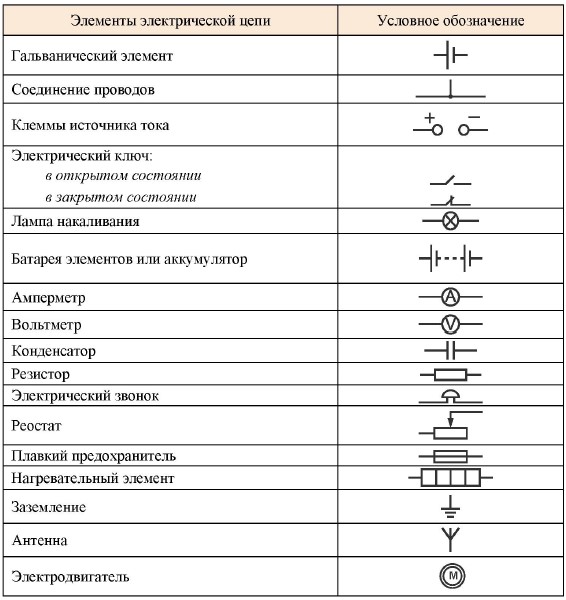 Элементы электрической цепи Условное обозначение
Гальванический элемент
Соединение проводов
Клеммы источника тока + −
Электрический ключ:
в открытом состоянии
в закрытом состоянии
Лампа накаливания
Батарея элементов или аккумулятор
Амперметр A
Вольтметр V
Конденсатор
Резистор
Электрический звонок
Реостат
Плавкий предохранитель
Нагревательный элемент
Заземление
Антенна
Электродвигатель М